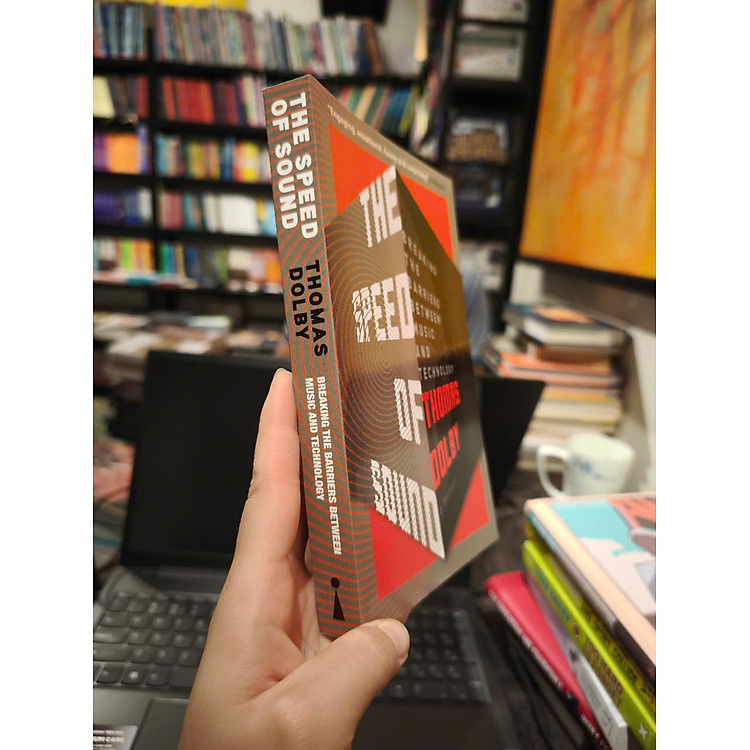 THE SPEED
OF SOUND
THOMAS
DOLBY
BREAKING THE BARRIERS BETWEEN
MUSIC AND TECHNOLOGY
THE
SPEED
OF
SOUND
BREAKING
THE
BARRIERS
BETWEEN
MUSIC
AND
TECHNOLOGY
THOMAS
DOLBY